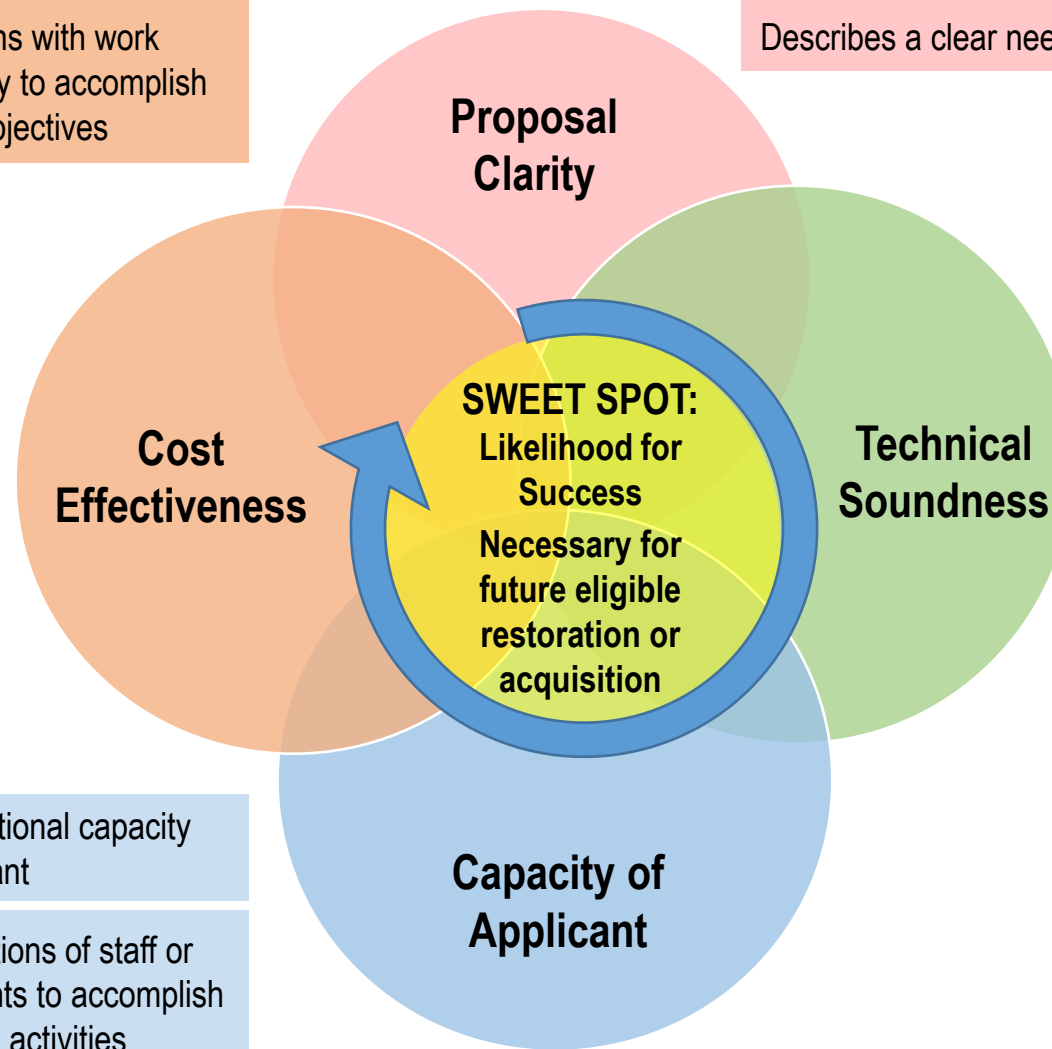 ns with work
y to accomplish
bjectives
Describes a clear nee
Proposal
Clarity
Cost
Effectiveness
SWEET SPOT:
Likelihood for
Success
Necessary for
future eligible
restoration or
acquisition
Technical
Soundness
tional capacity
ant
Capacity of
Applicant
tions of staff or
nts to accomplish
activities